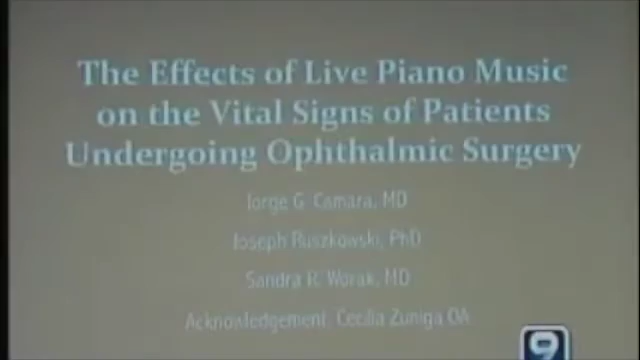 The Effects of Live Piano Music
on the Vital Signs of Patients
Undergoing Ophthalmic Surgery
Jorge G. Camara, MD
Joseph Ruszkowski, PhD
Sandra R. Worak, MD
Acknowledgement: Cecilia Zuniga OA
9